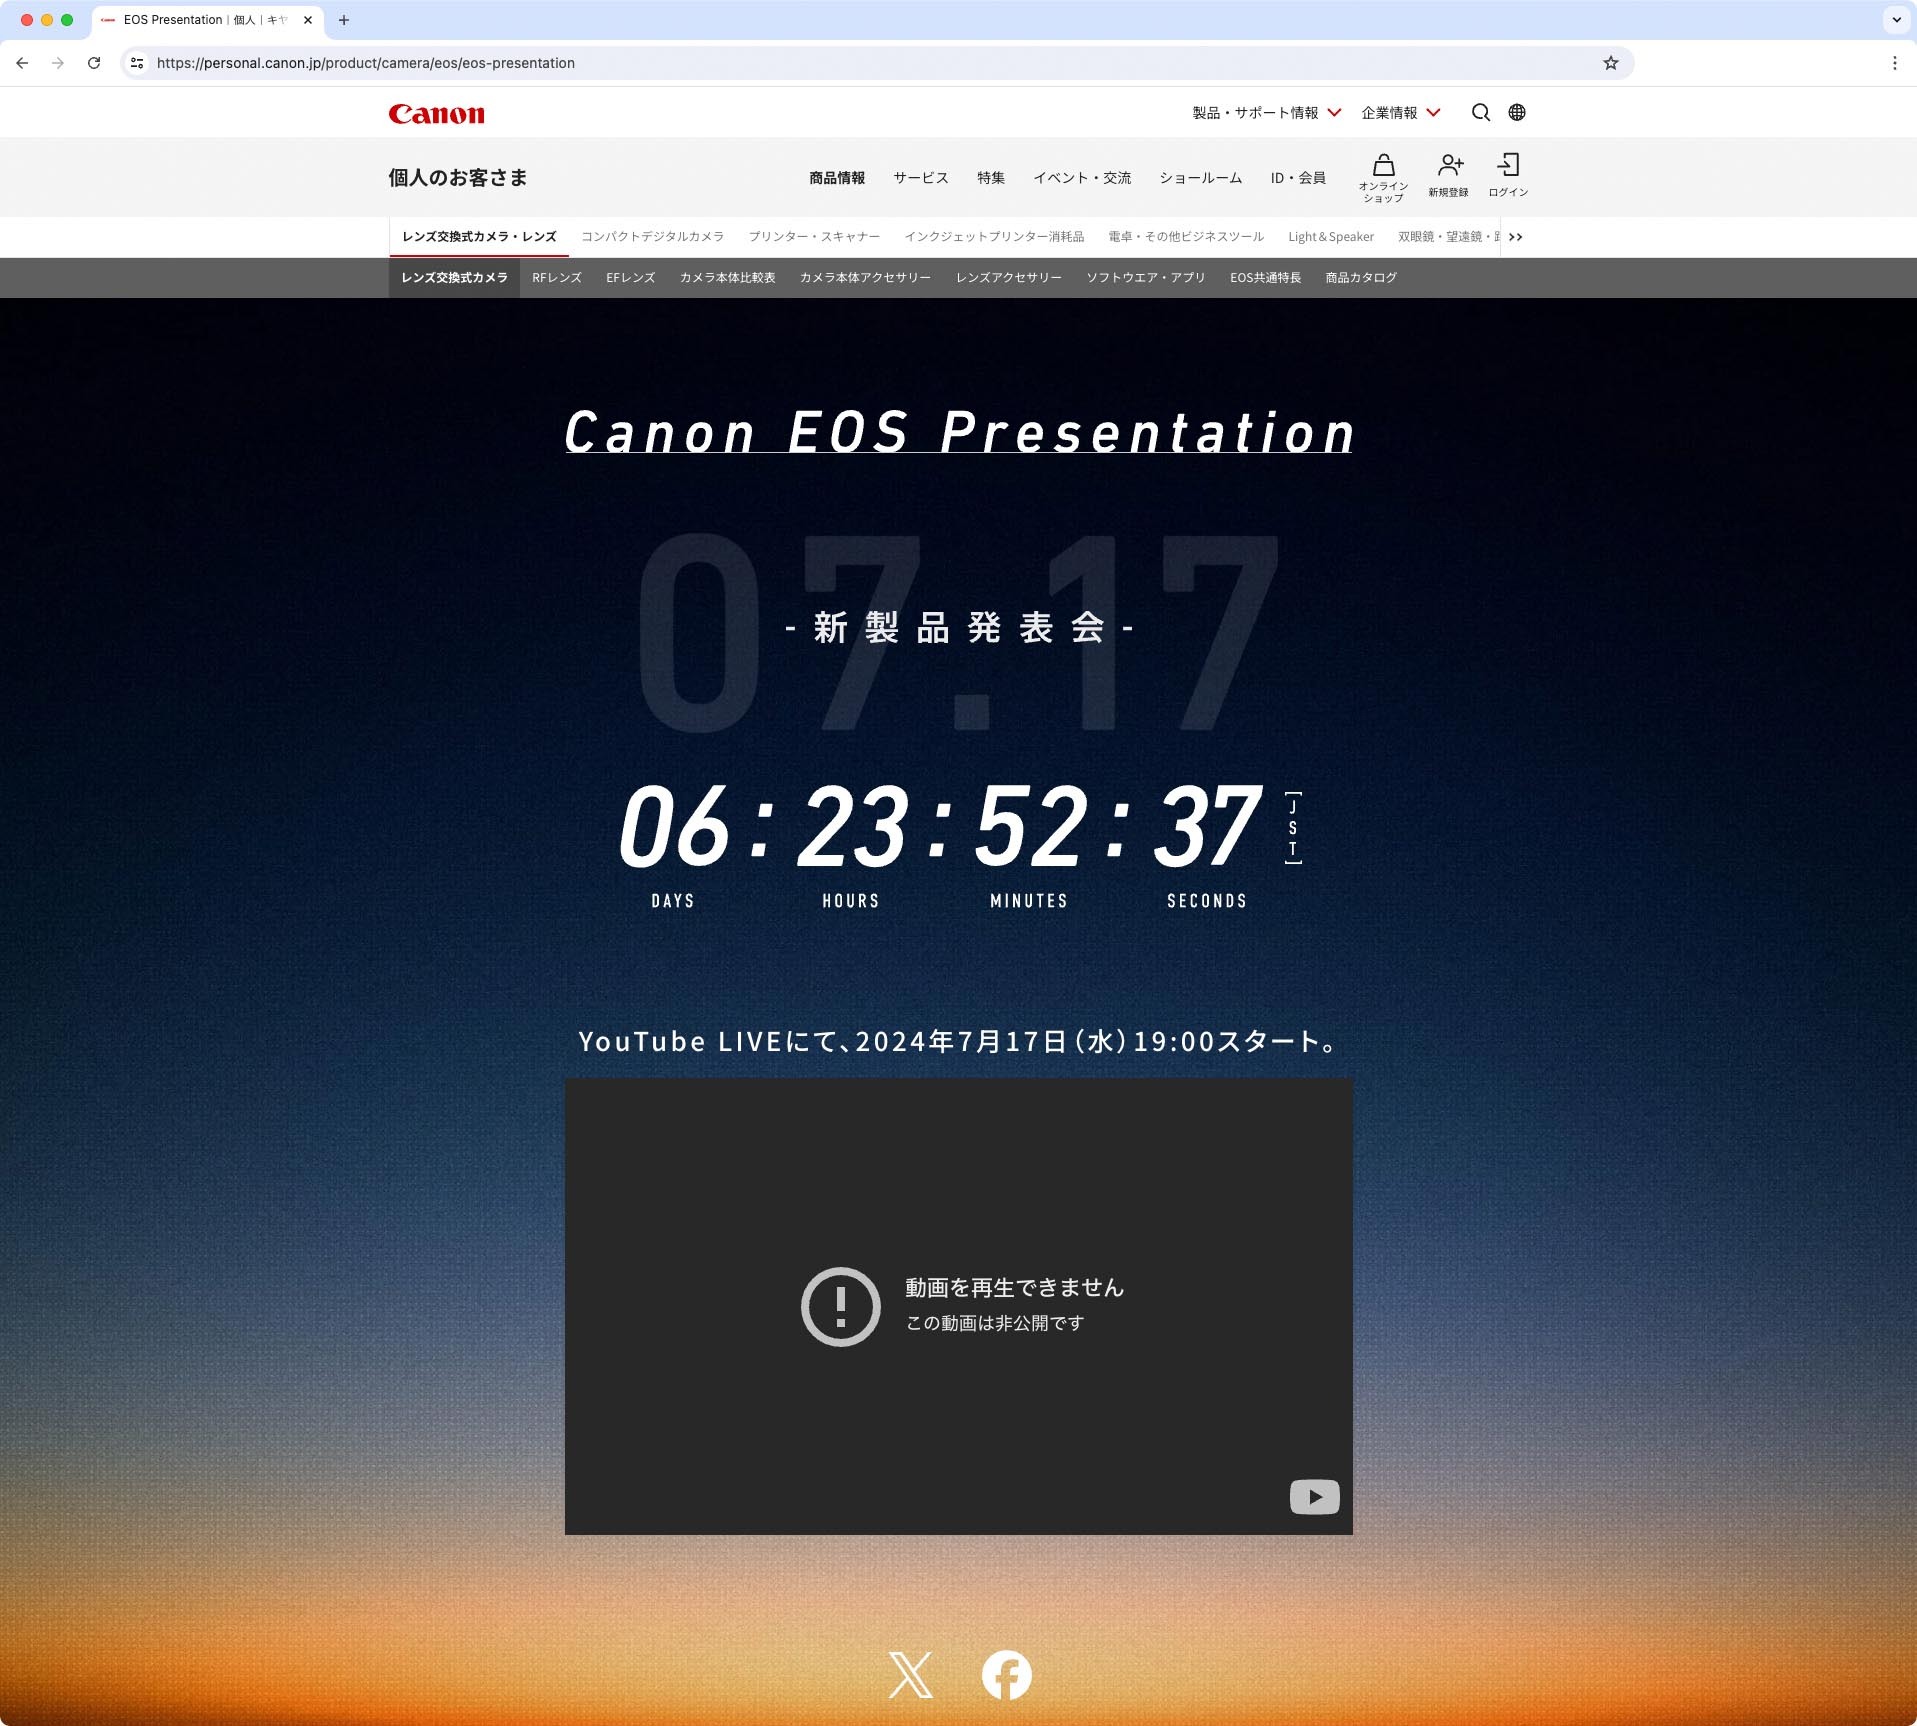 EOS Presentation｜個人｜キヤ
https://personal.canon.jp/product/camera/eos/eos-presentation
Canon
製品・サポート情報 企業情報
個人のお客さま
商品情報 サービス 特集 イベント・交流 ショールーム ID・会員
オンライン
ショップ
新規登録 ログイン
レンズ交換式カメラ・レンズ コンパクトデジタルカメラ プリンター・スキャナー インクジェットプリンター消耗品 電卓・その他ビジネスツール Light＆Speaker 双眼鏡・望遠鏡・
レンズ交換式カメラ RFレンズ EFレンズ カメラ本体比較表 カメラ本体アクセサリー レンズアクセサリー ソフトウエア・アプリ EOS共通特長 商品カタログ
Canon EOS Presentation
07.17
- 新製品発表会 -
06 : 23 : 52 : 37 [JST]
DAYS HOURS MINUTES SECONDS
YouTube LIVEにて、2024年7月17日（水）19:00スタート。
動画を再生できません
この動画は非公開です